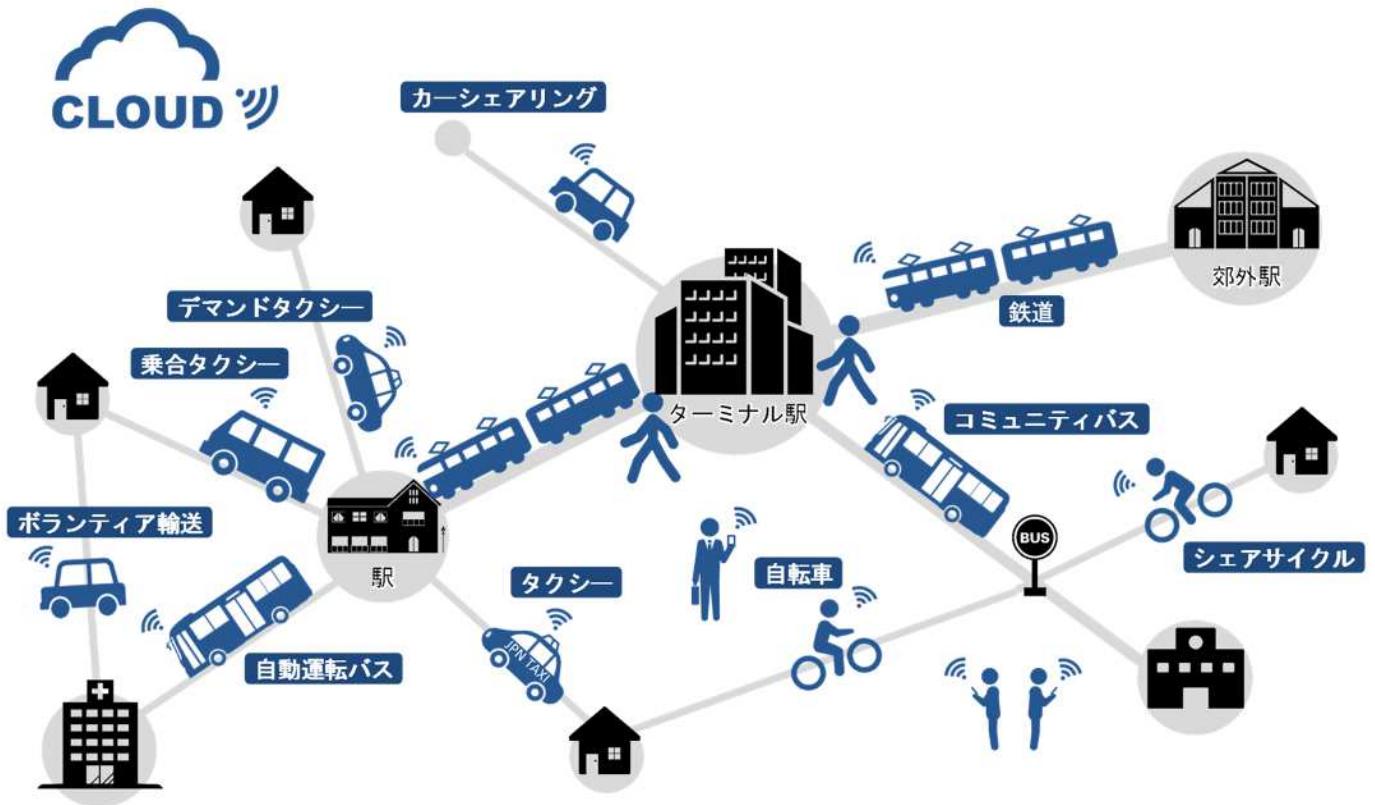 CLOUD
カーシェアリング
郊外駅
デマンドタクシー
鉄道
乗合タクシー
ターミナル駅
コミュニティバス
ボランティア輸送
BUS
シェアサイクル
駅
タクシー
自転車
JPN TAXI
自動運転バス